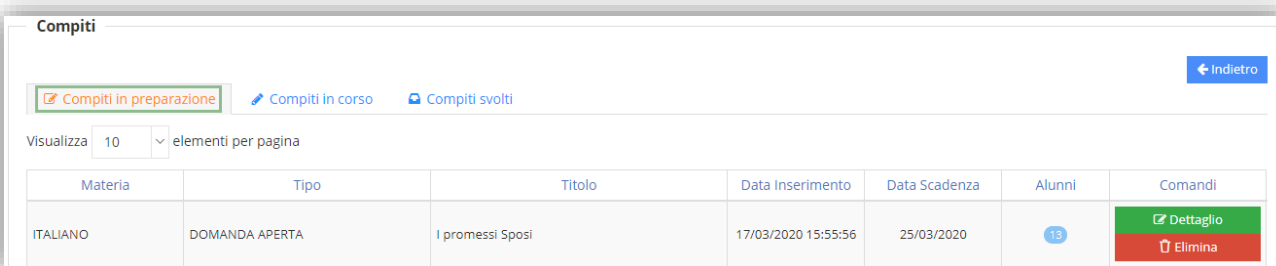 Compiti
Indietro
Compiti in preparazione Compiti in corso Compiti svolti
Visualizza 10 elementi per pagina
Materia Tipo Titolo Data Inserimento Data Scadenza Alunni Comandi
ITALIANO DOMANDA APERTA I promessi Sposi 17/03/2020 15:55:56 25/03/2020 13 Dettaglio
Elimina